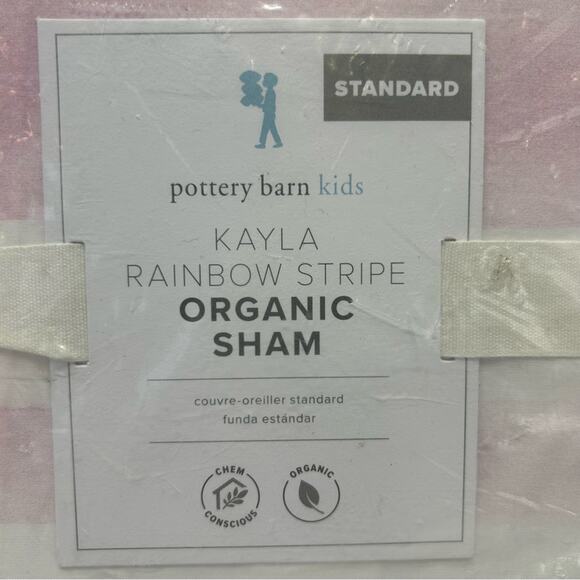 STANDARD
pottery barn kids
KAYLA
RAINBOW STRIPE
ORGANIC
SHAM
couvre-oreiller standard
funda estándar
CHEM
CONSCIOUS
ORGANIC